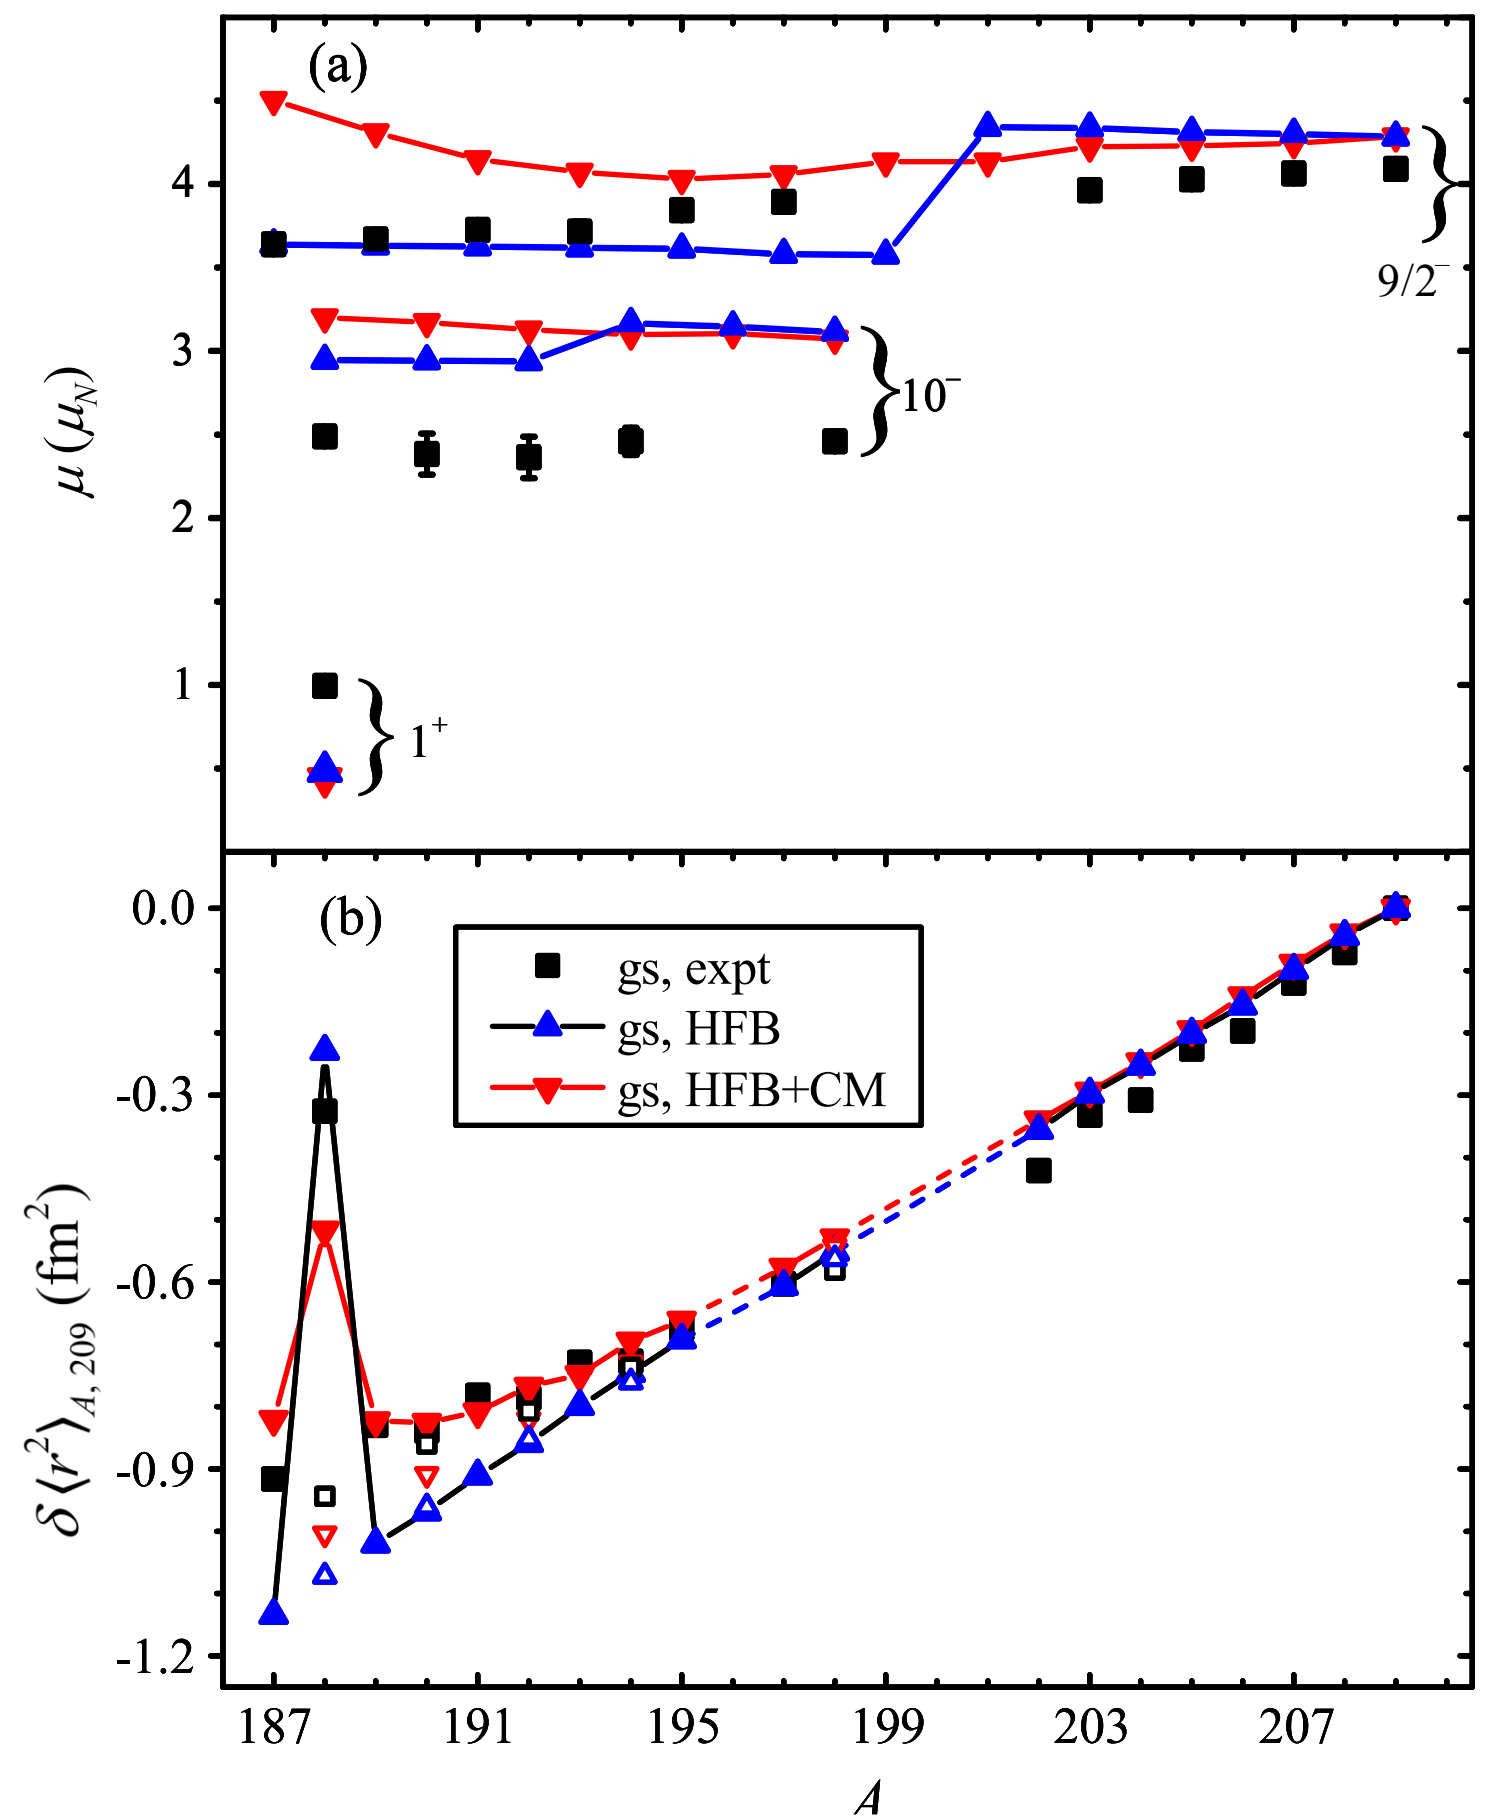 (a)
4
3
2
1
μ (μN)
9/2⁻
10⁻
1⁺
(b)
gs, expt
gs, HFB
gs, HFB+CM
0.0
-0.3
-0.6
-0.9
-1.2
δ⟨r²⟩A, 209 (fm²)
187 191 195 199 203 207
A